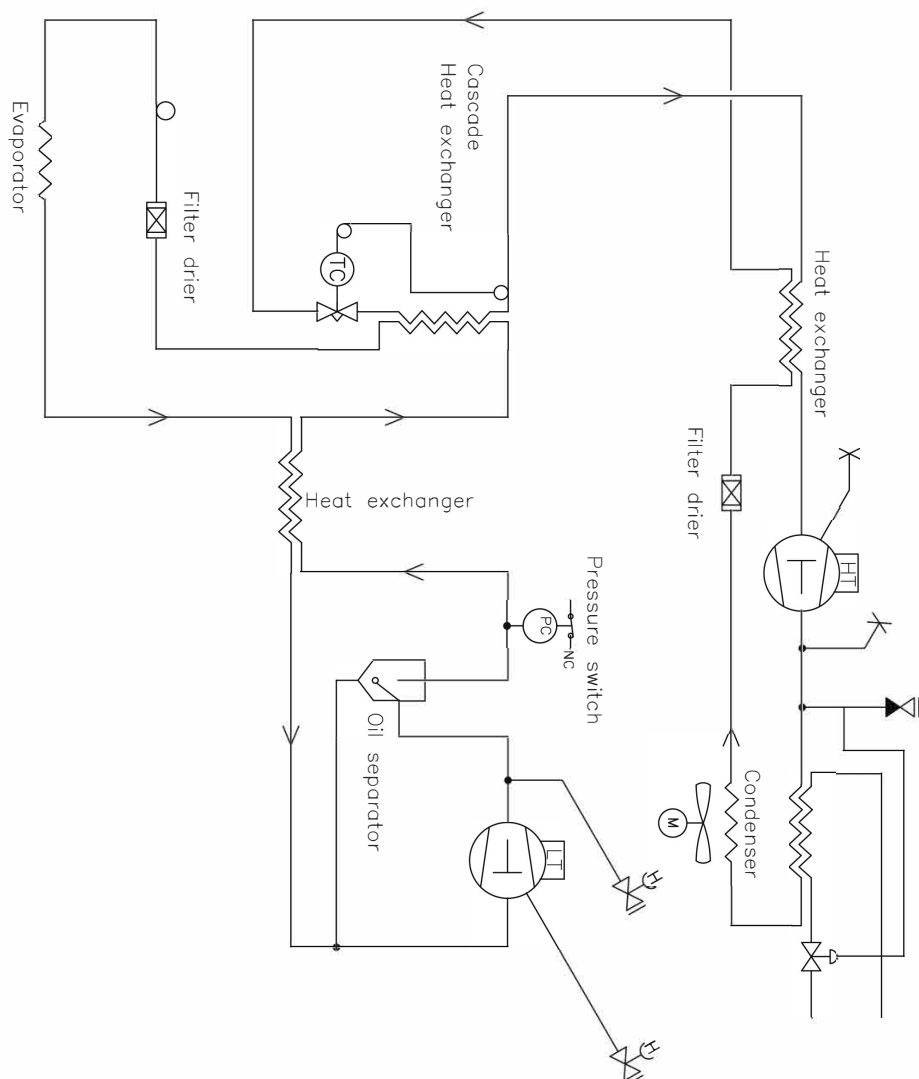 Cascade
Heat exchanger
Evaporator
Filter drier
TC
Heat exchanger
Filter drier
Heat exchanger
HT
Pressure switch
PC
NC
Oil separator
Condenser
M
LT
H
H